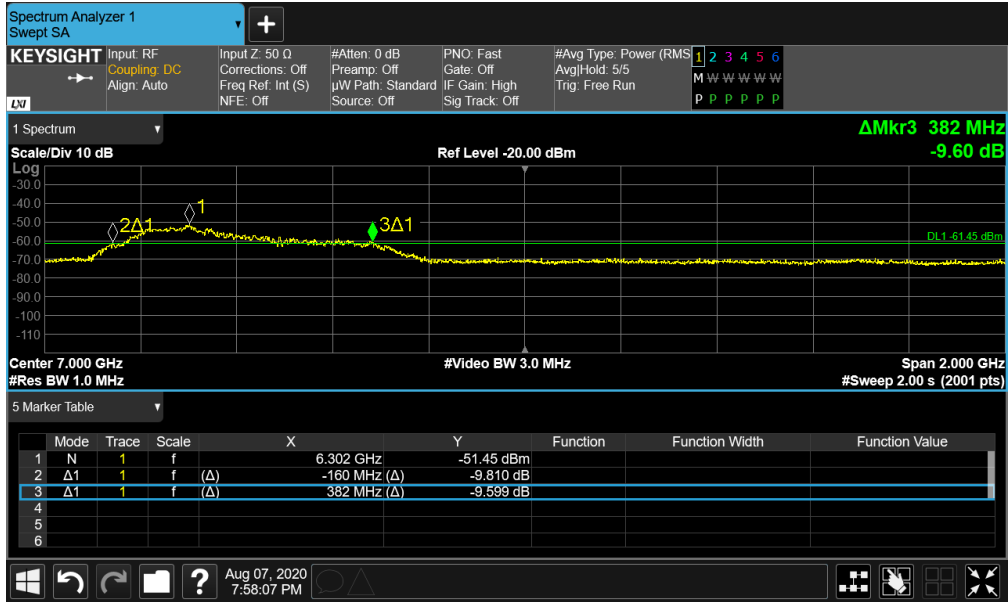 Spectrum Analyzer 1
Swept SA
KEYSIGHT
LXI
Input: RF
Coupling: DC
Align: Auto
Input Z: 50 Ω
Corrections: Off
Freq Ref: Int (S)
NFE: Off
#Atten: 0 dB
Preamp: Off
µW Path: Standard
Source: Off
PNO: Fast
Gate: Off
IF Gain: High
Sig Track: Off
#Avg Type: Power (RMS
Avg|Hold: 5/5
Trig: Free Run
1 2 3 4 5 6
M W W W W W
P P P P P P
1 Spectrum
ΔMkr3 382 MHz
-9.60 dB
Scale/Div 10 dB
Ref Level -20.00 dBm
Log
-30.0
-40.0
-50.0
-60.0
-70.0
-80.0
-90.0
-100
-110
2Δ1
1
3Δ1
DL1 -61.45 dBm
Center 7.000 GHz
#Video BW 3.0 MHz
Span 2.000 GHz
#Res BW 1.0 MHz
#Sweep 2.00 s (2001 pts)
5 Marker Table
Mode Trace Scale X Y Function Function Width Function Value
1 N 1 f 6.302 GHz -51.45 dBm
2 Δ1 1 f (Δ) -160 MHz (Δ) -9.810 dB
3 Δ1 1 f (Δ) 382 MHz (Δ) -9.599 dB
4
5
6
?
Aug 07, 2020
7:58:07 PM